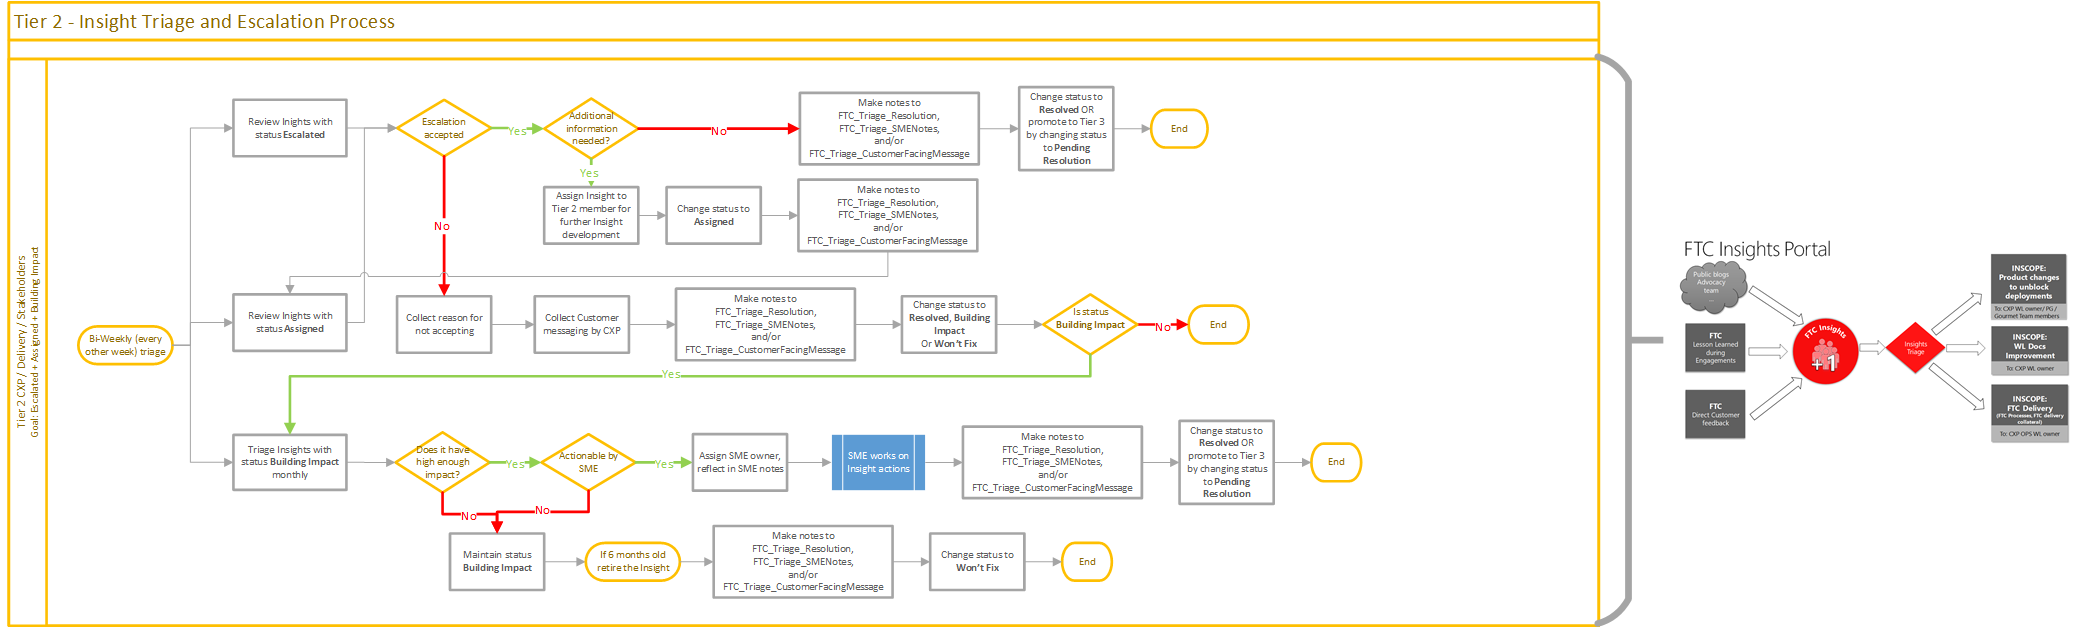 Tier 2 - Insight Triage and Escalation Process
Tier 2 CXP / Delivery / Stakeholders
Goal: Escalated + Assigned + Building Impact
Bi-Weekly (every
other week) triage
Review Inights with
status Escalated
Escalation
accepted
Yes
Additional
information
needed?
No
Make notes to
FTC_Triage_Resolution,
FTC_Triage_SMENotes,
and/or
FTC_Triage_CustomerFacingMessage
Change status to
Resolved OR
promote to Tier 3
by changing status
to Pending
Resolution
End
Yes
Assign Insight to
Tier 2 member for
further Insight
development
Change status to
Assigned
Make notes to
FTC_Triage_Resolution,
FTC_Triage_SMENotes,
and/or
FTC_Triage_CustomerFacingMessage
No
Review Inights with
status Assigned
Collect reason for
not accepting
Collect Customer
messaging by CXP
Make notes to
FTC_Triage_Resolution,
FTC_Triage_SMENotes,
and/or
FTC_Triage_CustomerFacingMessage
Change status to
Resolved, Building
Impact
Or Won't Fix
Is status
Building Impact
No
End
Yes
Triage Insights with
status Building Impact
monthly
Does it have
high enough
impact?
Yes
Actionable by
SME
Yes
Assign SME owner,
reflect in SME notes
SME works on
Insight actions
Make notes to
FTC_Triage_Resolution,
FTC_Triage_SMENotes,
and/or
FTC_Triage_CustomerFacingMessage
Change status to
Resolved OR
promote to Tier 3
by changing status
to Pending
Resolution
End
No
No
Maintain status
Building Impact
If 6 months old
retire the Insight
Make notes to
FTC_Triage_Resolution,
FTC_Triage_SMENotes,
and/or
FTC_Triage_CustomerFacingMessage
Change status to
Won't Fix
End
FTC Insights Portal
Public blogs
Advocacy
team
...
FTC
Lesson Learned
during
Engagements
FTC
Direct Customer
feedback
FTC Insights
+1
Insights
Triage
INSCOPE:
Product changes
to unblock
deployments
To: CXP WL owner/ PG /
Gourmet Team members
INSCOPE:
WL Docs
Improvement
To: CXP WL owner
INSCOPE:
FTC Delivery
(FTC Processes, FTC delivery
collateral)
To: CXP OPS WL owner